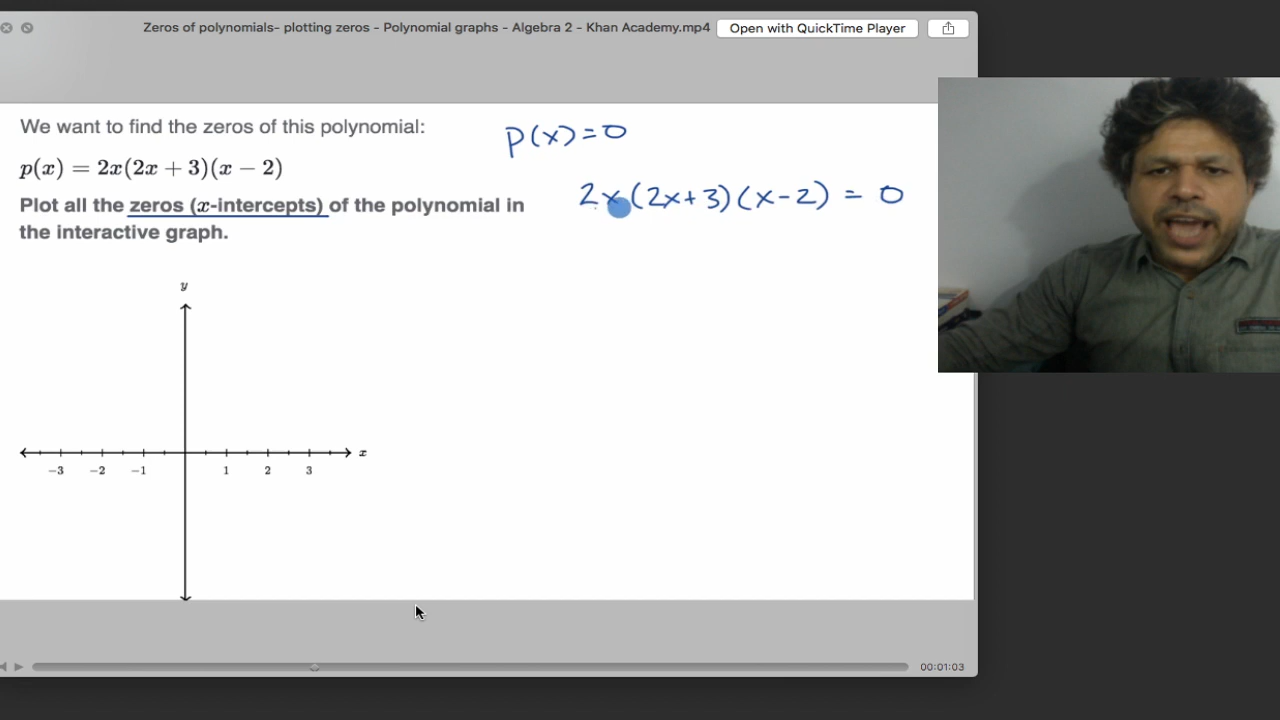 Zeros of polynomials- plotting zeros - Polynomial graphs - Algebra 2 - Khan Academy.mp4 Open with QuickTime Player
We want to find the zeros of this polynomial:
p(x) = 2x(2x + 3)(x − 2)
Plot all the zeros (x-intercepts) of the polynomial in
the interactive graph.
p(x)=0
2x(2x+3)(x-2) = 0
y
x
−3 −2 −1 1 2 3
00:01:03